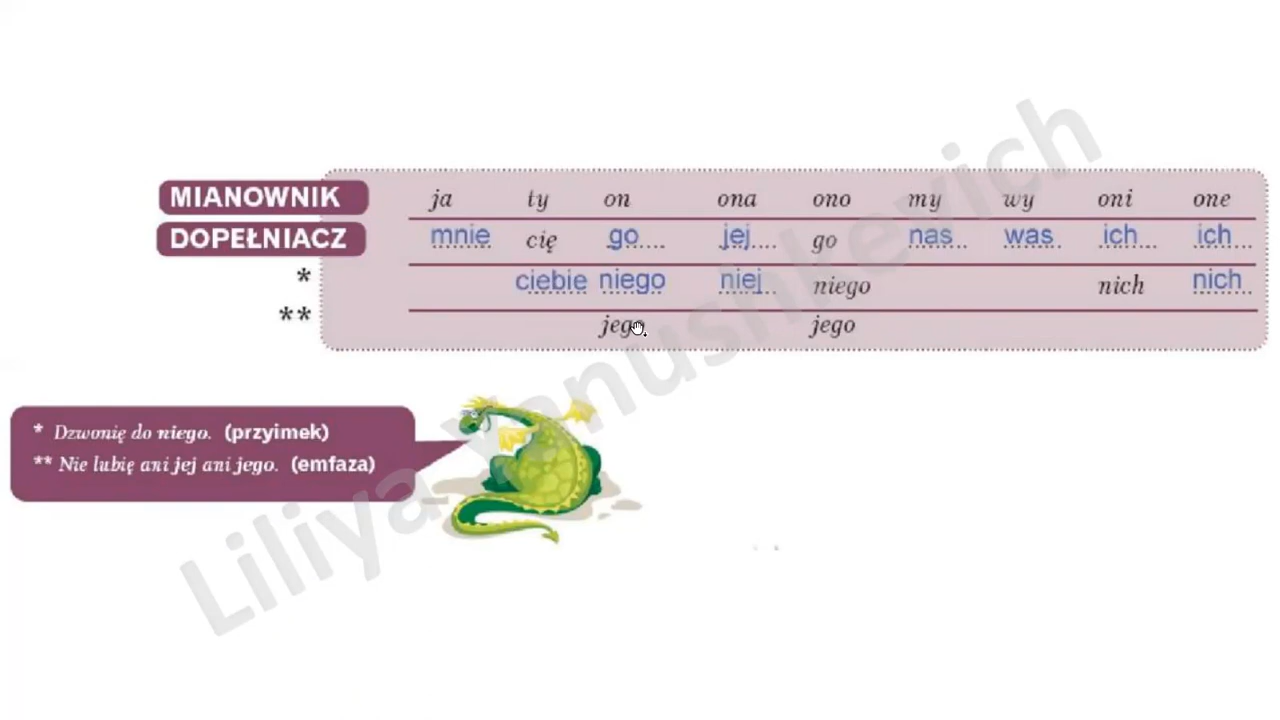 MIANOWNIK ja ty on ona ono my wy oni one
DOPEŁNIACZ mnie cię go jej go nas was ich ich
* ciebie niego niej niego nich nich
** jego jego
* Dzwonię do niego. (przyimek)
** Nie lubię ani jej ani jego. (emfaza)
Liliya Yanushkevich